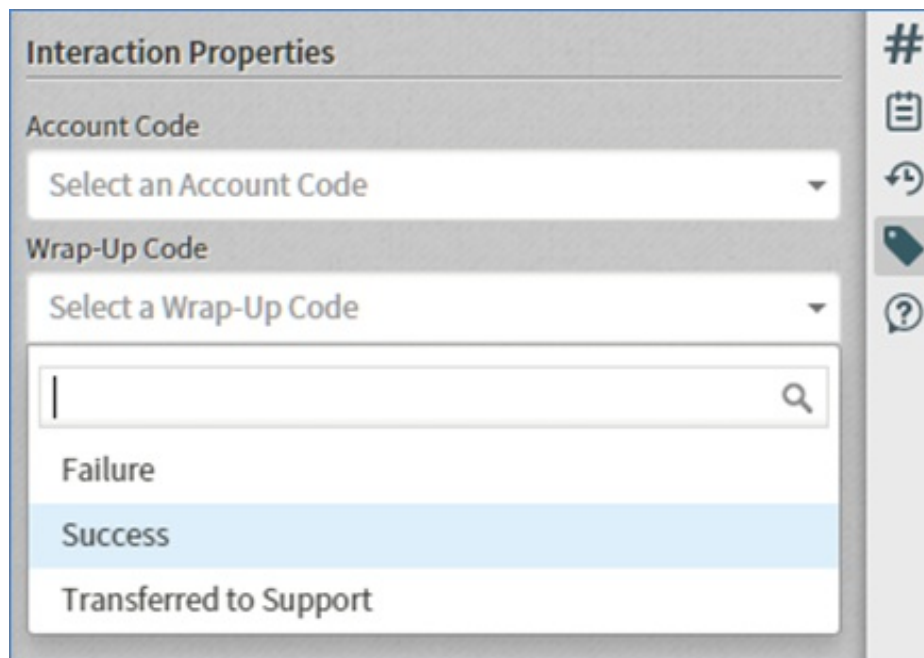 Interaction Properties
Account Code
Select an Account Code
Wrap-Up Code
Select a Wrap-Up Code
Failure
Success
Transferred to Support